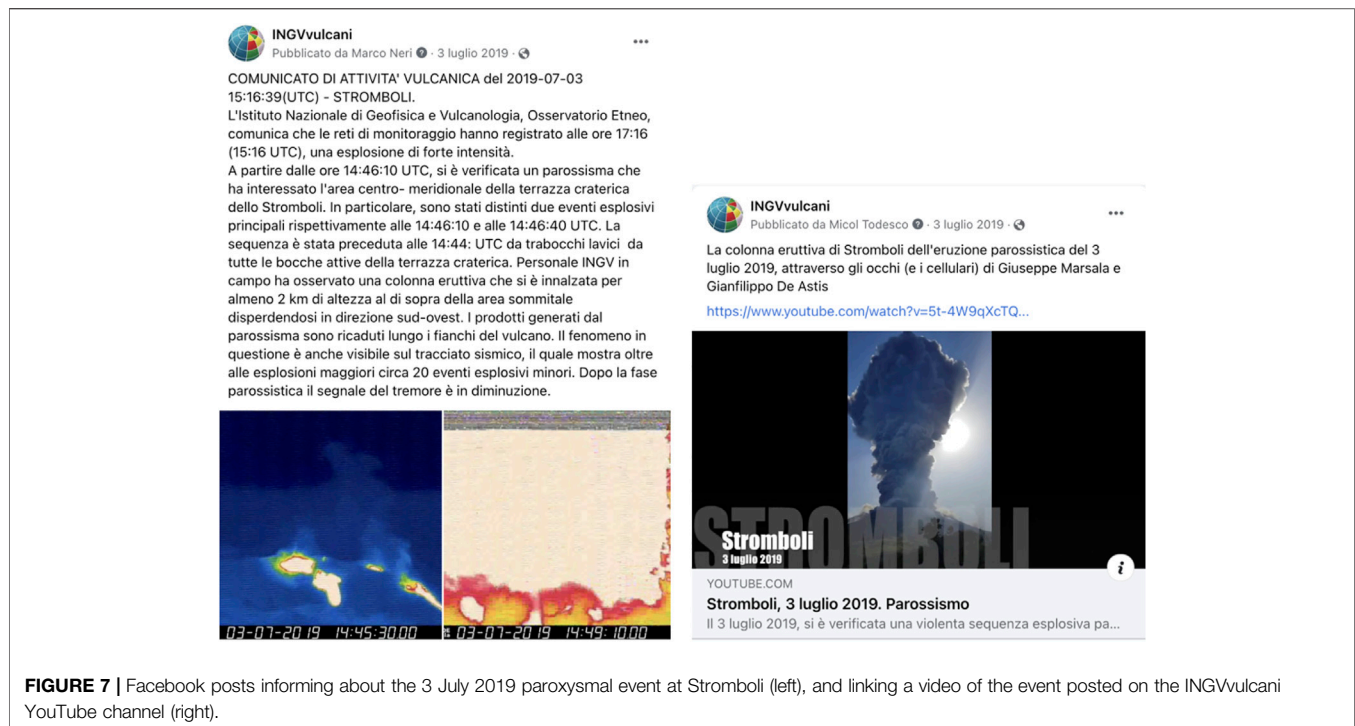 INGVvulcani
Pubblicato da Marco Neri · 3 luglio 2019 ·
COMUNICATO DI ATTIVITA' VULCANICA del 2019-07-03
15:16:39(UTC) - STROMBOLI.
L'Istituto Nazionale di Geofisica e Vulcanologia, Osservatorio Etneo,
comunica che le reti di monitoraggio hanno registrato alle ore 17:16
(15:16 UTC), una esplosione di forte intensità.
A partire dalle ore 14:46:10 UTC, si è verificata un parossisma che
ha interessato l'area centro- meridionale della terrazza craterica
dello Stromboli. In particolare, sono stati distinti due eventi esplosivi
principali rispettivamente alle 14:46:10 e alle 14:46:40 UTC. La
sequenza è stata preceduta alle 14:44: UTC da trabocchi lavici da
tutte le bocche attive della terrazza craterica. Personale INGV in
campo ha osservato una colonna eruttiva che si è innalzata per
almeno 2 km di altezza al di sopra della area sommitale
disperdendosi in direzione sud-ovest. I prodotti generati dal
parossisma sono ricaduti lungo i fianchi del vulcano. Il fenomeno in
questione è anche visibile sul tracciato sismico, il quale mostra oltre
alle esplosioni maggiori circa 20 eventi esplosivi minori. Dopo la fase
parossistica il segnale del tremore è in diminuzione.
03-07-2019 14:45:30.00
03-07-2019 14:49:10.00
INGVvulcani
Pubblicato da Micol Todesco · 3 luglio 2019 ·
La colonna eruttiva di Stromboli dell'eruzione parossistica del 3
luglio 2019, attraverso gli occhi (e i cellulari) di Giuseppe Marsala e
Gianfilippo De Astis
https://www.youtube.com/watch?v=5t-4W9qXcTQ...
STROMBOLI
Stromboli
3 luglio 2019
YOUTUBE.COM
Stromboli, 3 luglio 2019. Parossismo
Il 3 luglio 2019, si è verificata una violenta sequenza esplosiva pa...
FIGURE 7 | Facebook posts informing about the 3 July 2019 paroxysmal event at Stromboli (left), and linking a video of the event posted on the INGVvulcani
YouTube channel (right).